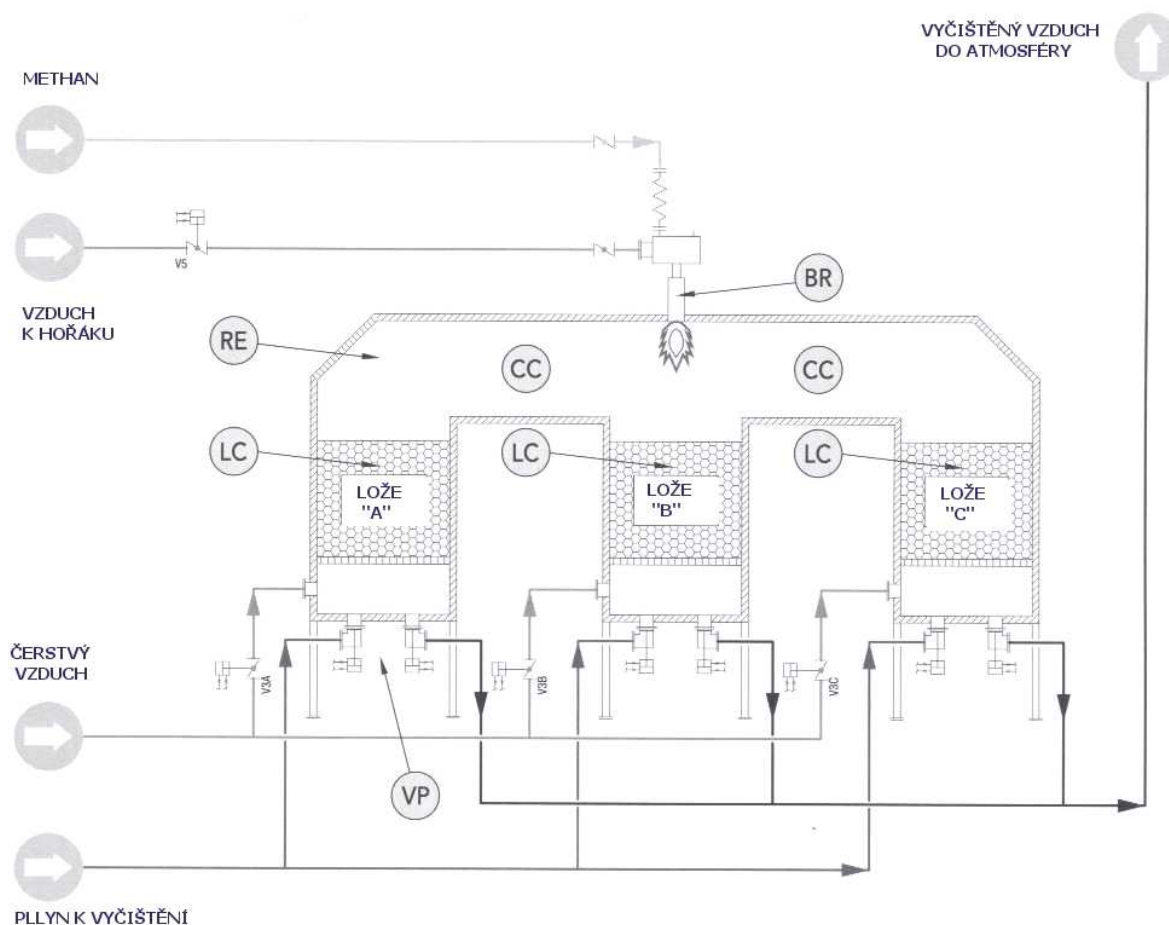 VYČIŠTĚNÝ VZDUCH
DO ATMOSFÉRY
METHAN
V5
VZDUCH
K HOŘÁKU
BR
RE
CC
CC
LC
LC
LC
LOŽE
"A"
LOŽE
"B"
LOŽE
"C"
ČERSTVÝ
VZDUCH
V3A
V3B
V3C
VP
PLLYN K VYČIŠTĚNÍ